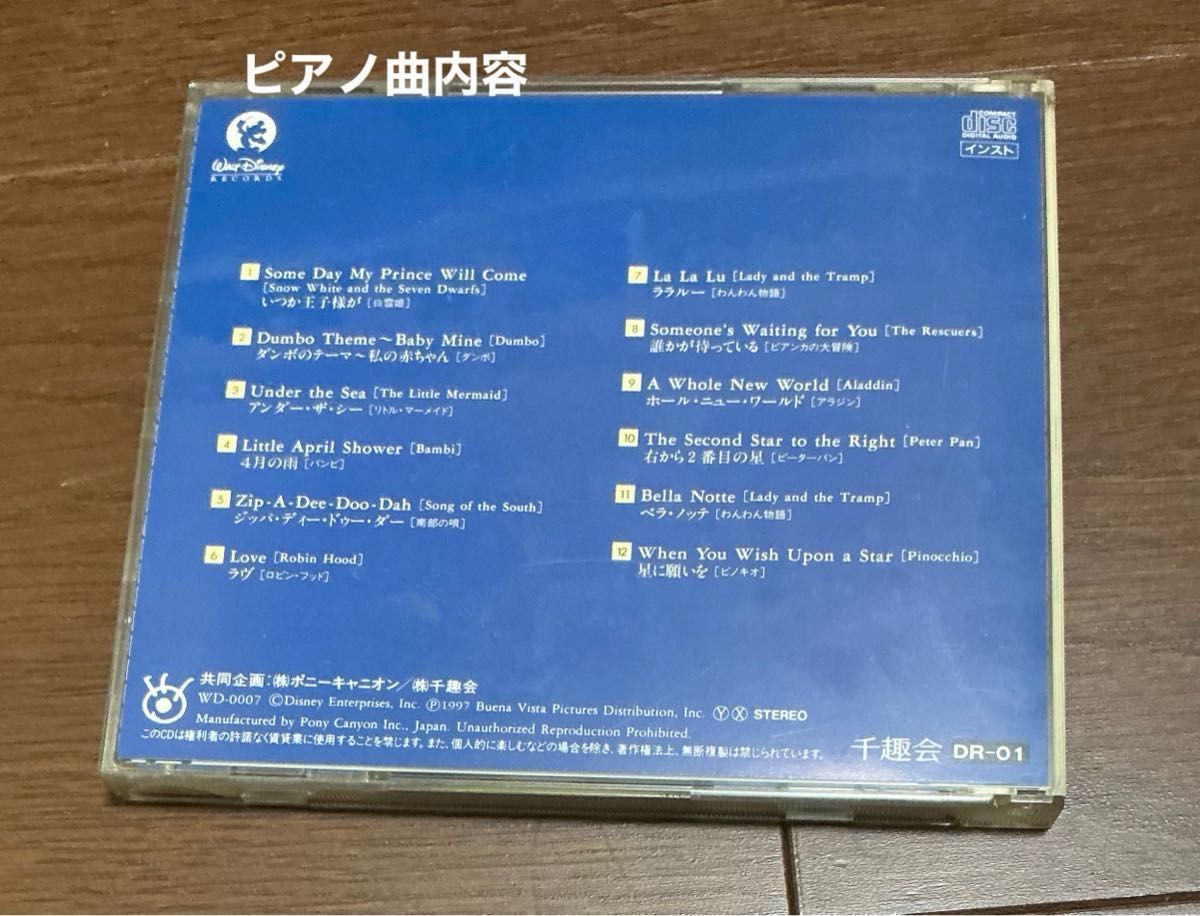 ピアノ曲内容
WALT DISNEY
RECORDS
COMPACT
disc
DIGITAL AUDIO
インスト
1 Some Day My Prince Will Come
[Snow White and the Seven Dwarfs]
いつか王子様が [白雪姫]
2 Dumbo Theme~Baby Mine [Dumbo]
ダンボのテーマ~私の赤ちゃん [ダンボ]
3 Under the Sea [The Little Mermaid]
アンダー・ザ・シー [リトル・マーメイド]
4 Little April Shower [Bambi]
4月の雨 [バンビ]
5 Zip-A-Dee-Doo-Dah [Song of the South]
ジッパ・ディー・ドゥー・ダー [南部の唄]
6 Love [Robin Hood]
ラヴ [ロビン・フッド]
7 La La Lu [Lady and the Tramp]
ララルー [わんわん物語]
8 Someone's Waiting for You [The Rescuers]
誰かが待っている [ビアンカの大冒険]
9 A Whole New World [Aladdin]
ホール・ニュー・ワールド [アラジン]
10 The Second Star to the Right [Peter Pan]
右から2番目の星 [ピーターパン]
11 Bella Notte [Lady and the Tramp]
ベラ・ノッテ [わんわん物語]
12 When You Wish Upon a Star [Pinocchio]
星に願いを [ピノキオ]
共同企画:㈱ポニーキャニオン/㈱千趣会
WD-0007 ©Disney Enterprises, Inc. ℗1997 Buena Vista Pictures Distribution, Inc. Ⓨ Ⓧ STEREO
Manufactured by Pony Canyon Inc., Japan. Unauthorized Reproduction Prohibited.
このCDは権利者の許諾なく賃貸業に使用することを禁じます。また、個人的に楽しむなどの場合を除き、著作権法上、無断複製は禁じられています。
千趣会 DR-01